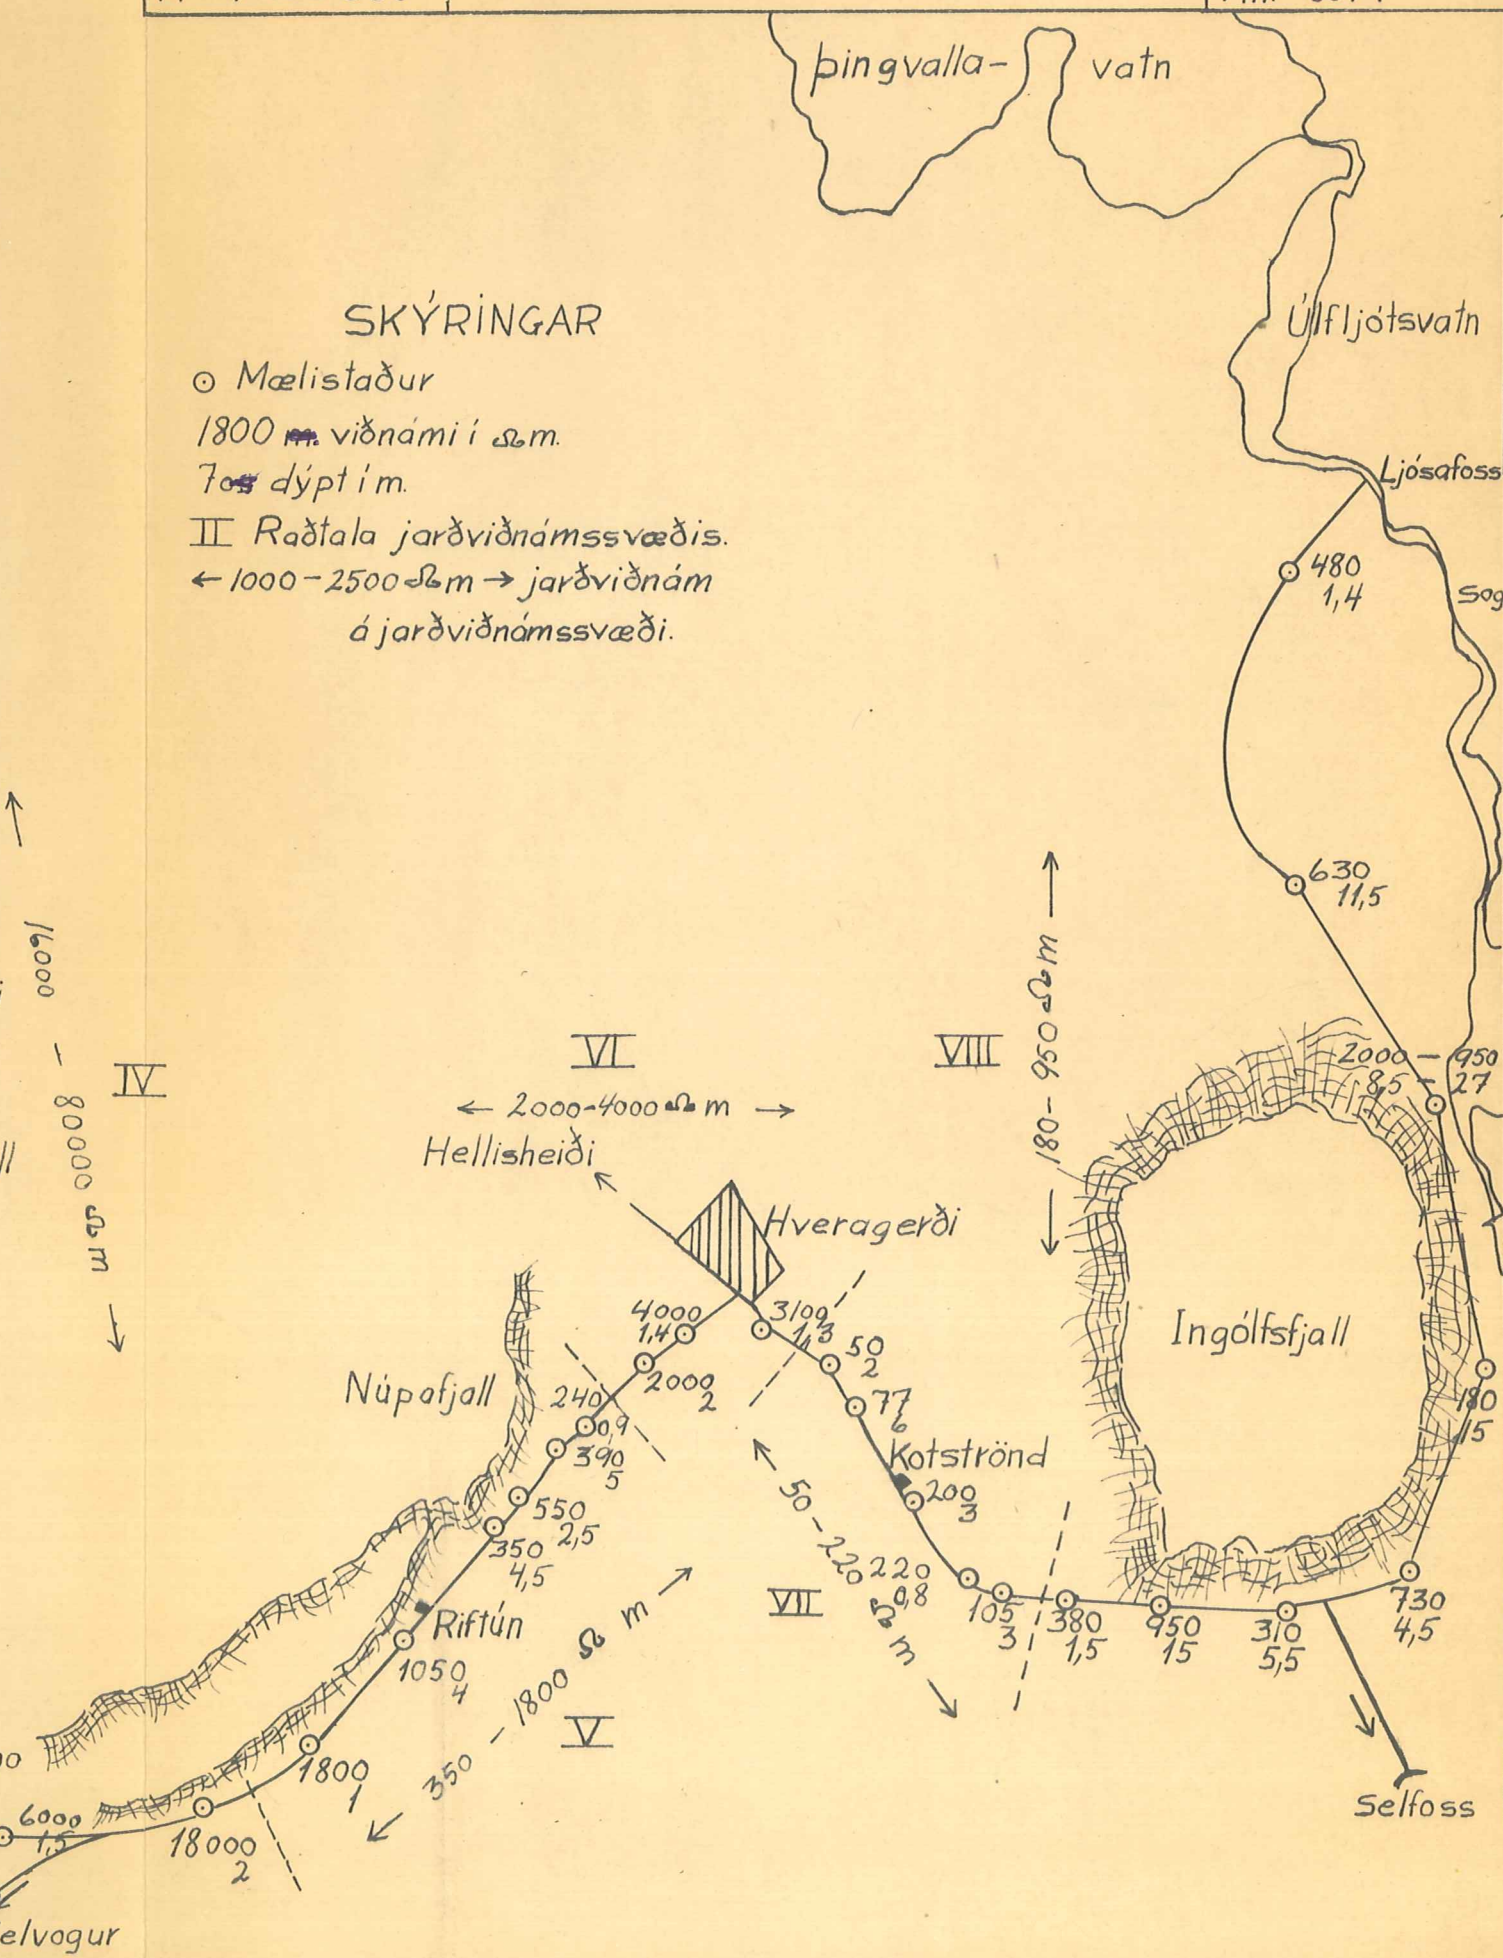 þingvalla-
vatn
SKÝRINGAR
Mælistaður
1800 viðnámi í Ωm.
70 dýpt í m.
II Raðtala jarðviðnámssvæðis.
← 1000-2500 Ωm → jarðviðnám
á jarðviðnámssvæði.
Úlfljótsvatn
Ljósafoss
480
1,4
Sog
630
11,5
1600 - 80000 Ωm
IV
VI
← 2000-4000 Ωm →
Hellisheiði
VIII
← 180-950 Ωm →
2000 - 950
8,5 - 27
Hveragerði
Ingólfsfjall
4000
1,4
3100
1,3
50
2
2000
2
77
6
Núpafjall
240
0,9
390
5
180
15
Kotströnd
200
3
550
2,5
350
4,5
50-220 Ωm
220
0,8
VII
105
3
380
1,5
950
15
310
5,5
730
4,5
Riftún
1050
4
350 - 1800 Ωm
V
1800
1
Selfoss
6000
1,5
18000
2
elvogur